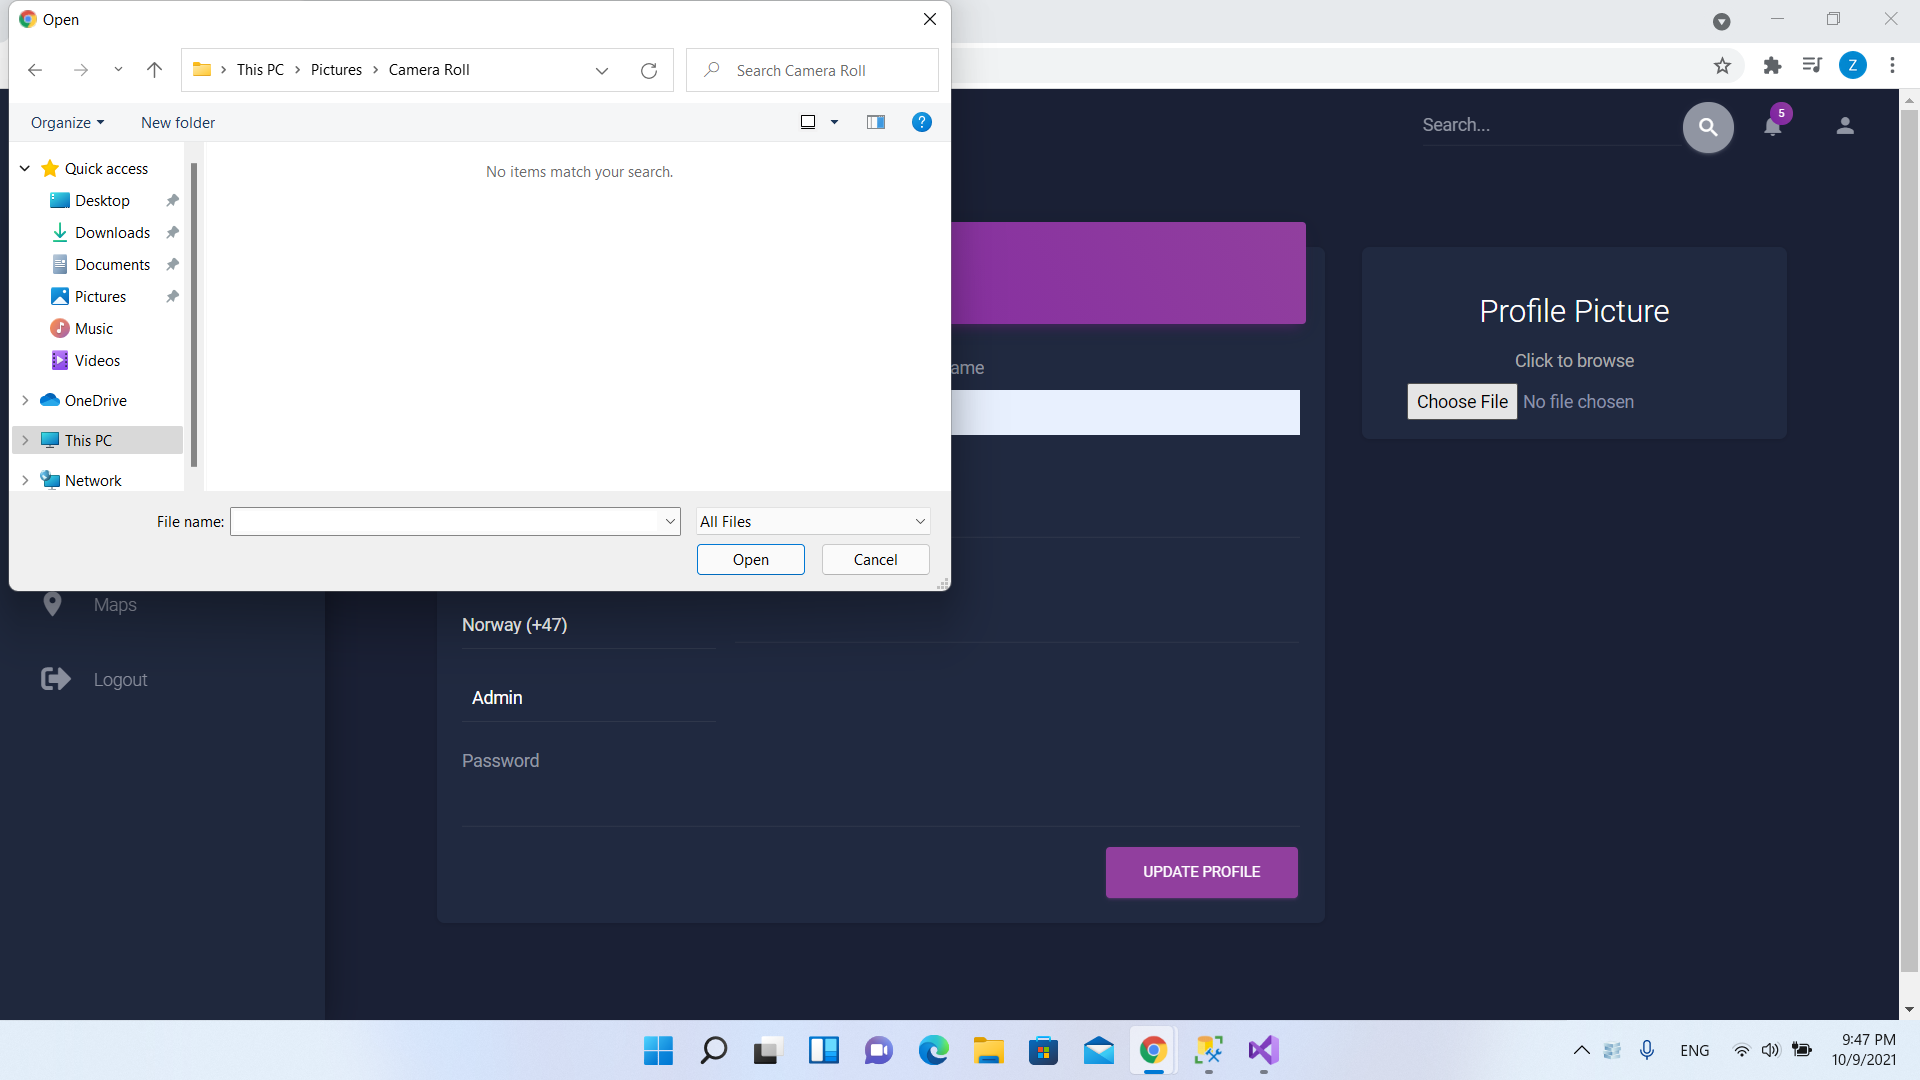 Open
This PC > Pictures > Camera Roll
Search Camera Roll
Organize
New folder
?
Quick access
Desktop
Downloads
Documents
Pictures
Music
Videos
OneDrive
This PC
Network
No items match your search.
File name:
All Files
Open
Cancel
Z
Search...
5
ame
Profile Picture
Click to browse
Choose File No file chosen
Maps
Logout
Norway (+47)
Admin
Password
UPDATE PROFILE
ENG
9:47 PM
10/9/2021